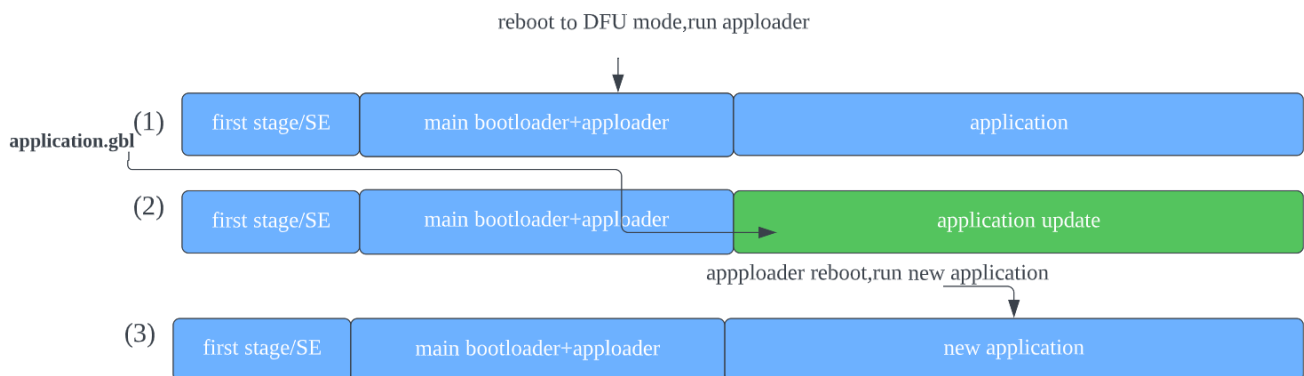 reboot to DFU mode,run apploader
(1)
first stage/SE
main bootloader+apploader
application
application.gbl
(2)
first stage/SE
main bootloader+apploader
application update
appploader reboot,run new application
(3)
first stage/SE
main bootloader+apploader
new application